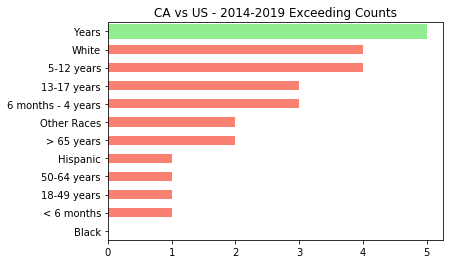 CA vs US - 2014-2019 Exceeding Counts
Years
White
5-12 years
13-17 years
6 months - 4 years
Other Races
> 65 years
Hispanic
50-64 years
18-49 years
< 6 months
Black
0 1 2 3 4 5